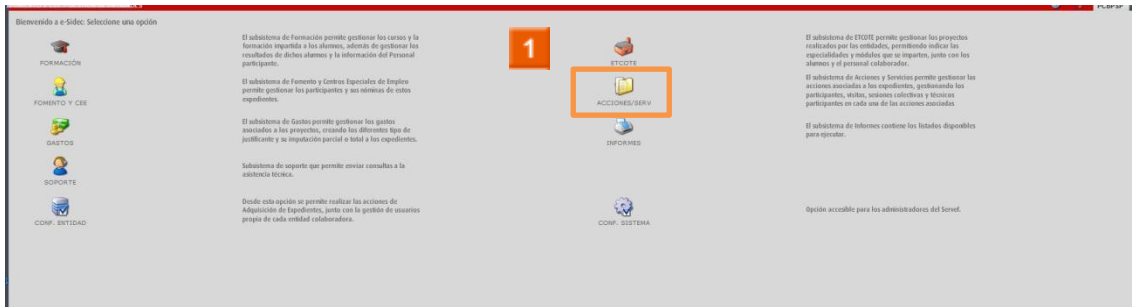 Bienvenido a e-Sidec: Seleccione una opción
FORMACIÓN
El subsistema de Formación permite gestionar los cursos y la
formación impartida a los alumnos, además de gestionar los
resultados de dichos alumnos y la información del Personal
participante.
1
ETCOTE
El subsistema de ETCOTE permite gestionar los proyectos
realizados por las entidades, permitiendo indicar las
especialidades y módulos que se imparten, junto con los
alumnos y el personal colaborador.
FOMENTO Y CEE
El subsistema de Fomento y Centros Especiales de Empleo
permite gestionar los participantes y sus nóminas de estos
expedientes.
ACCIONES/SERV
El subsistema de Acciones y Servicios permite gestionar las
acciones asociadas a los expedientes, gestionando los
participantes, visitas, sesiones colectivas y técnicos
participantes en cada una de las acciones asociadas
GASTOS
El subsistema de Gastos permite gestionar los gastos
asociados a los proyectos, creando los diferentes tipo de
justificante y su imputación parcial o total a los expedientes.
INFORMES
El subsistema de Informes contiene los listados disponibles
para ejecutar.
SOPORTE
Subsistema de soporte que permite enviar consultas a la
asistencia técnica.
CONF. ENTIDAD
Desde esta opción se permite realizar las acciones de
Adquisición de Expedientes, junto con la gestión de usuarios
propia de cada entidad colaboradora.
CONF. SISTEMA
Opción accesible para los administradores del Servef.